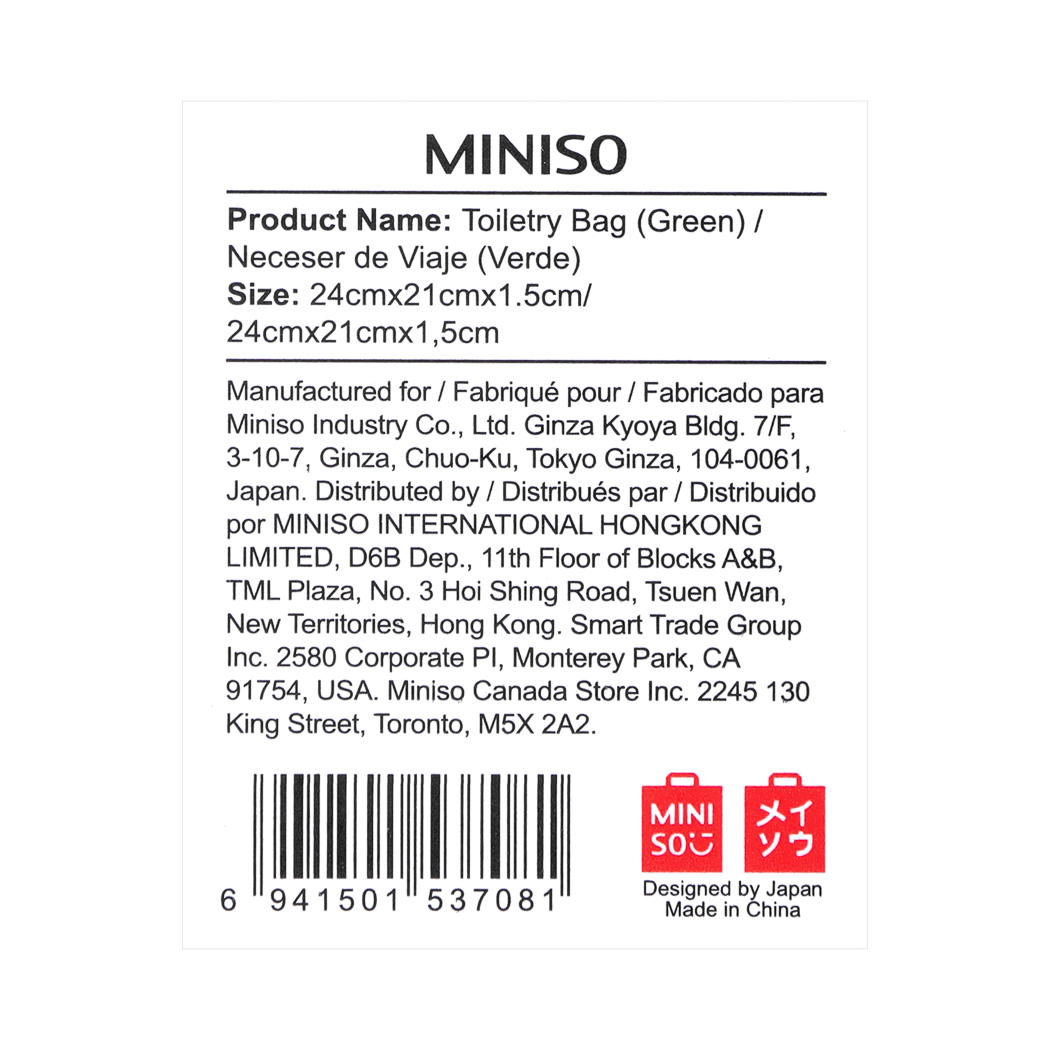 MINISO
Product Name: Toiletry Bag (Green) /
Neceser de Viaje (Verde)
Size: 24cmx21cmx1.5cm/
24cmx21cmx1,5cm
Manufactured for / Fabriqué pour / Fabricado para
Miniso Industry Co., Ltd. Ginza Kyoya Bldg. 7/F,
3-10-7, Ginza, Chuo-Ku, Tokyo Ginza, 104-0061,
Japan. Distributed by / Distribués par / Distribuido
por MINISO INTERNATIONAL HONGKONG
LIMITED, D6B Dep., 11th Floor of Blocks A&B,
TML Plaza, No. 3 Hoi Shing Road, Tsuen Wan,
New Territories, Hong Kong. Smart Trade Group
Inc. 2580 Corporate Pl, Monterey Park, CA
91754, USA. Miniso Canada Store Inc. 2245 130
King Street, Toronto, M5X 2A2.
6 941501 537081
MINI
SO
メイ
ソウ
Designed by Japan
Made in China